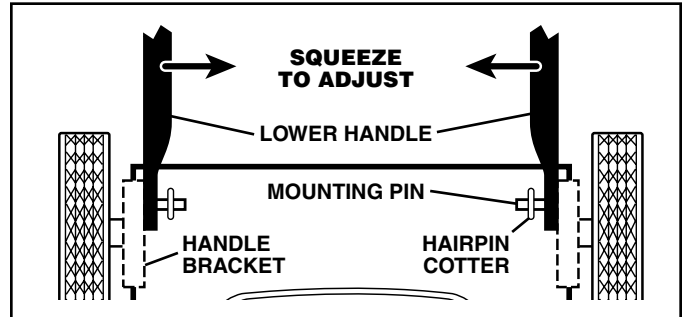 SQUEEZE
TO ADJUST
LOWER HANDLE
MOUNTING PIN
HANDLE
BRACKET
HAIRPIN
COTTER